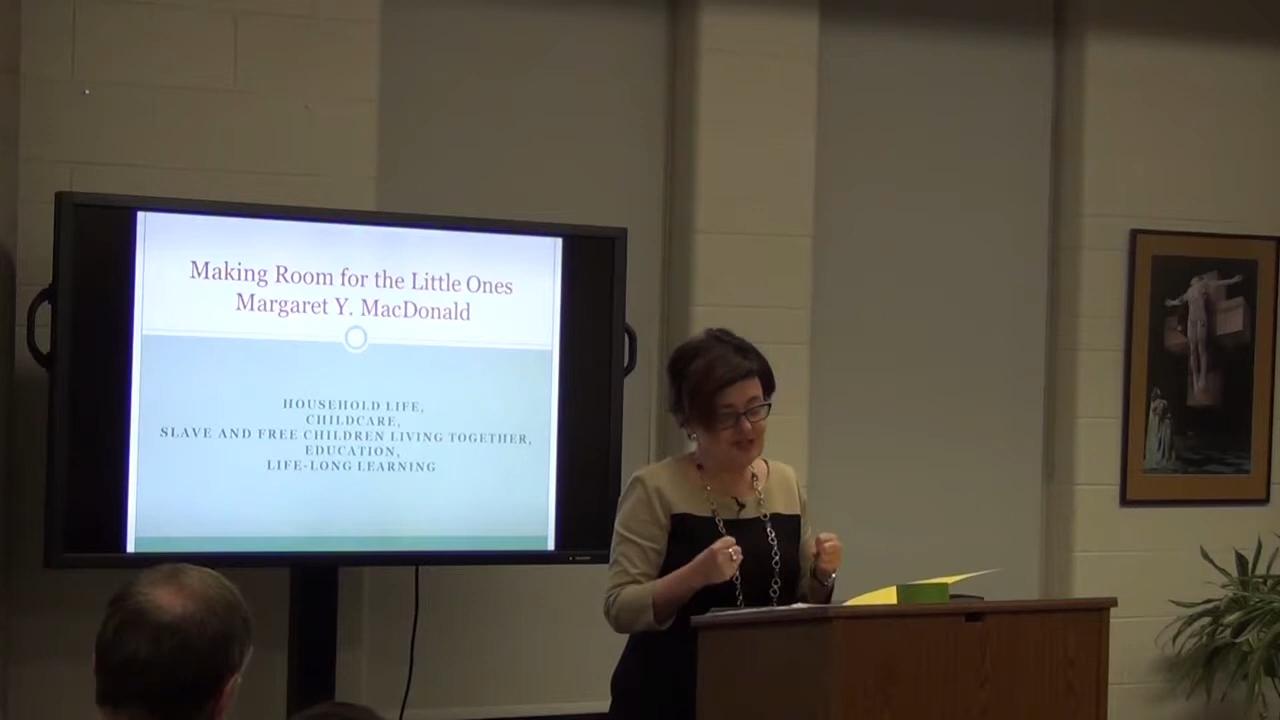 Making Room for the Little Ones
Margaret Y. MacDonald
HOUSEHOLD LIFE,
CHILDCARE,
SLAVE AND FREE CHILDREN LIVING TOGETHER,
EDUCATION,
LIFE-LONG LEARNING